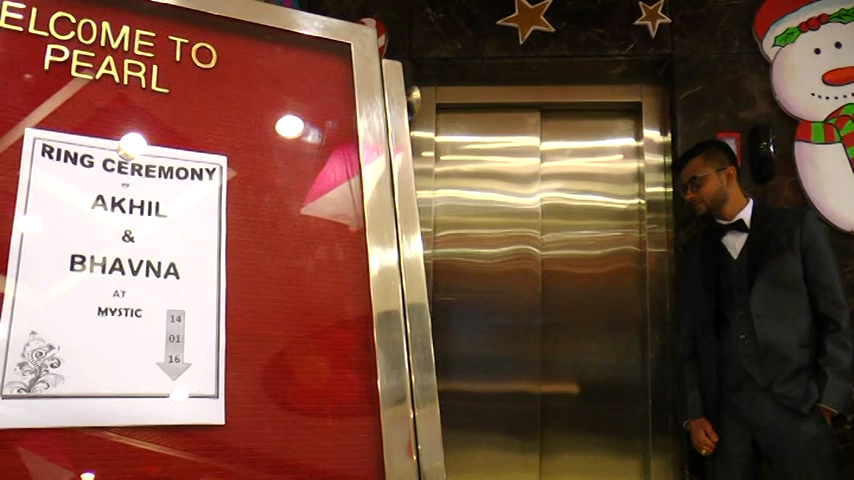 ELCOME TO
PEARL
RING CEREMONY
OF
AKHIL
&
BHAVNA
AT
MYSTIC
14
01
16